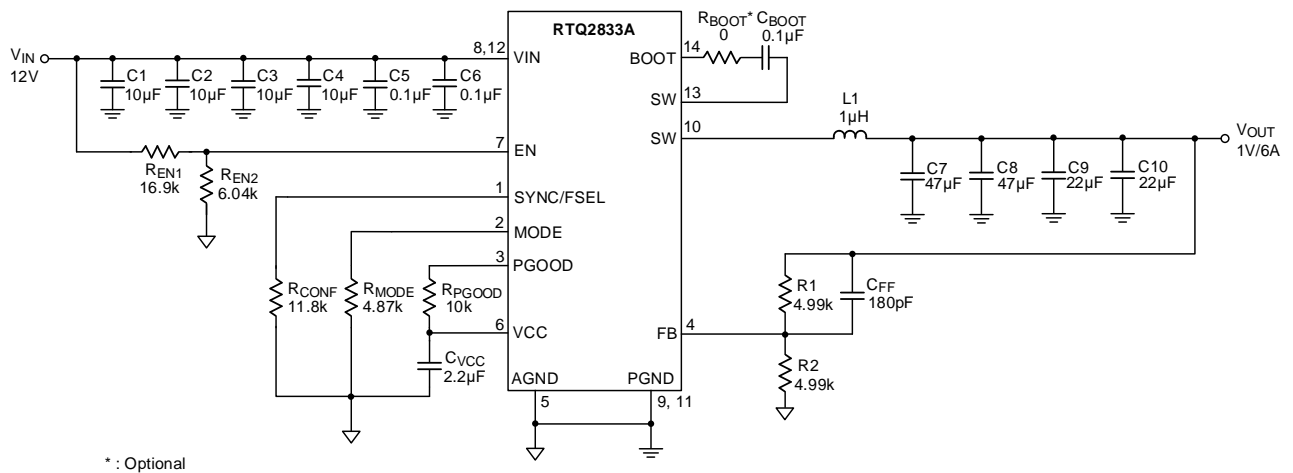 RTQ2833A
VIN
12V
C1
10µF
C2
10µF
C3
10µF
C4
10µF
C5
0.1µF
C6
0.1µF
8,12
VIN
BOOT
14
RBOOT*
0
CBOOT
0.1µF
SW
13
SW
10
L1
1µH
VOUT
1V/6A
C7
47µF
C8
47µF
C9
22µF
C10
22µF
REN1
16.9k
REN2
6.04k
7
EN
1
SYNC/FSEL
2
MODE
3
PGOOD
RCONF
11.8k
RMODE
4.87k
RPGOOD
10k
6
VCC
CVCC
2.2µF
R1
4.99k
CFF
180pF
FB
4
R2
4.99k
AGND
5
PGND
9, 11
* : Optional